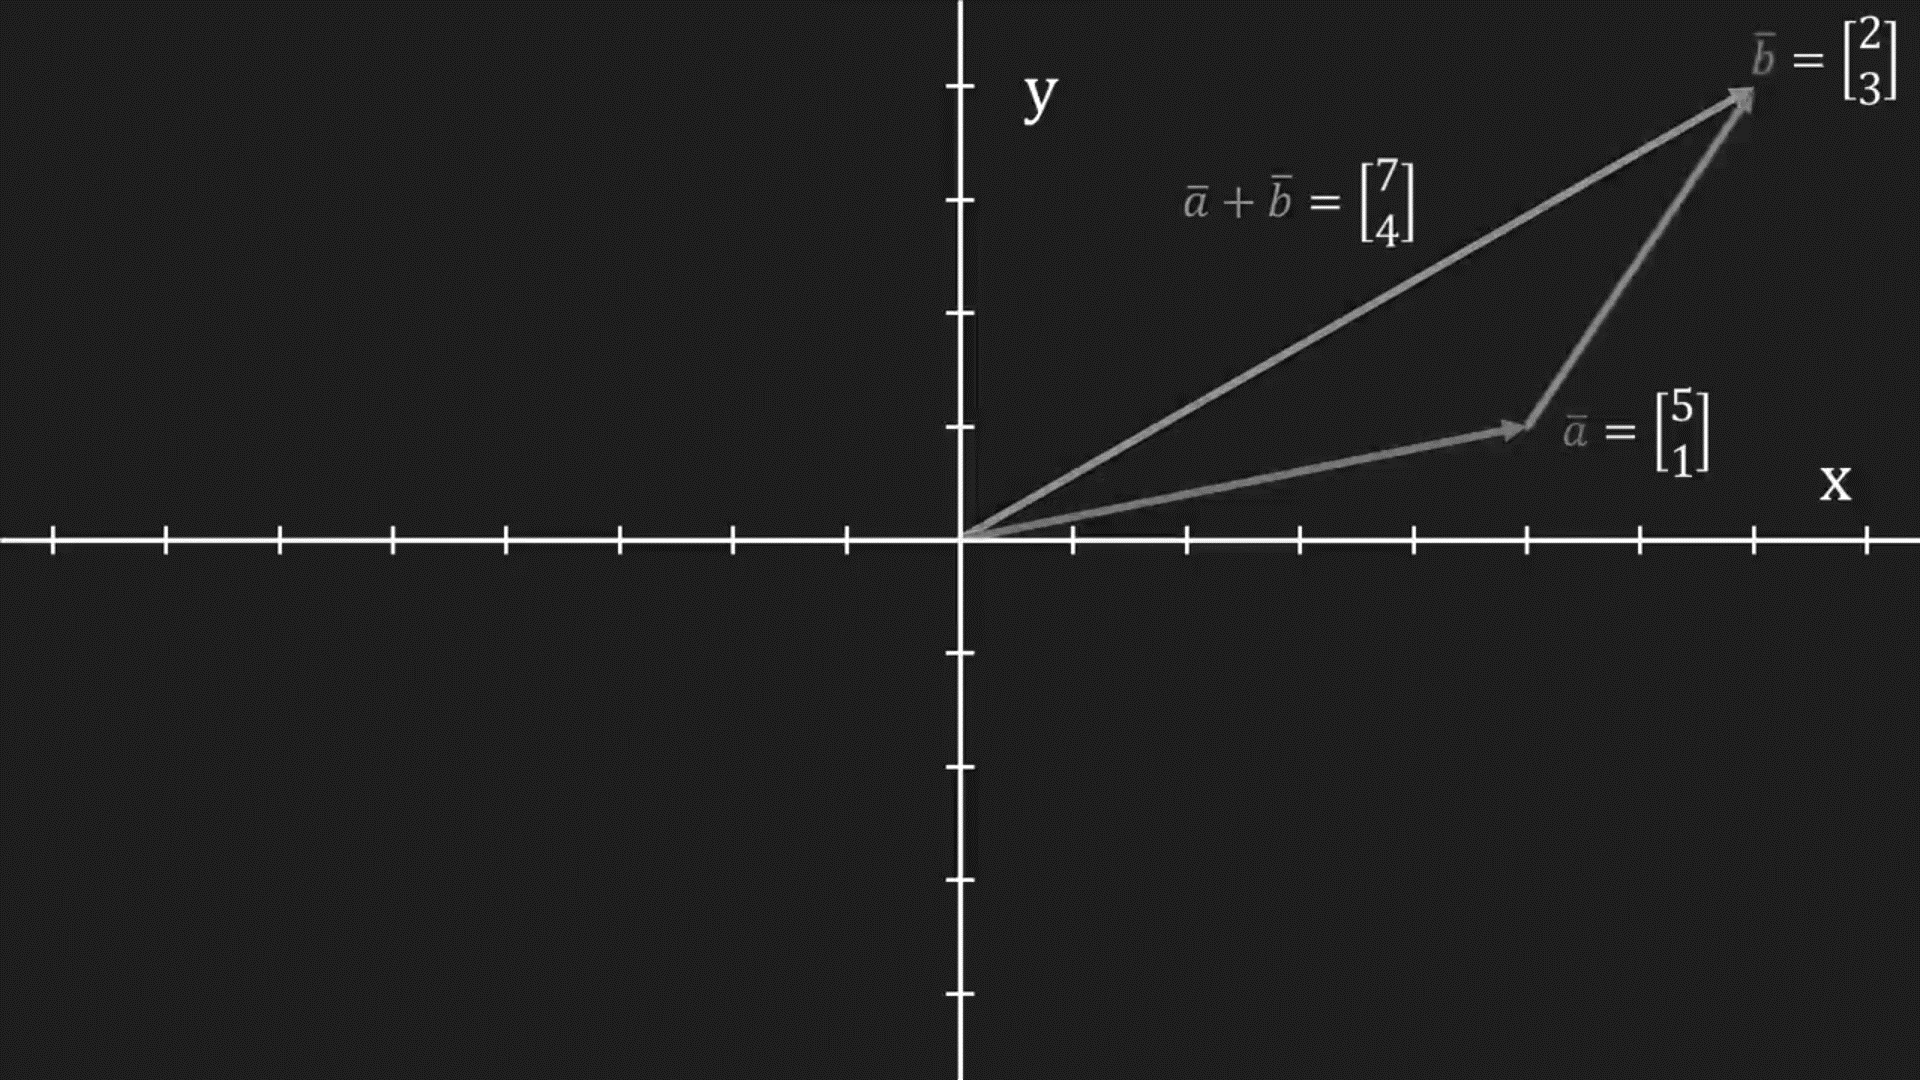 b̅ = [2 3]
y
a̅ + b̅ = [7 4]
a̅ = [5 1]
x